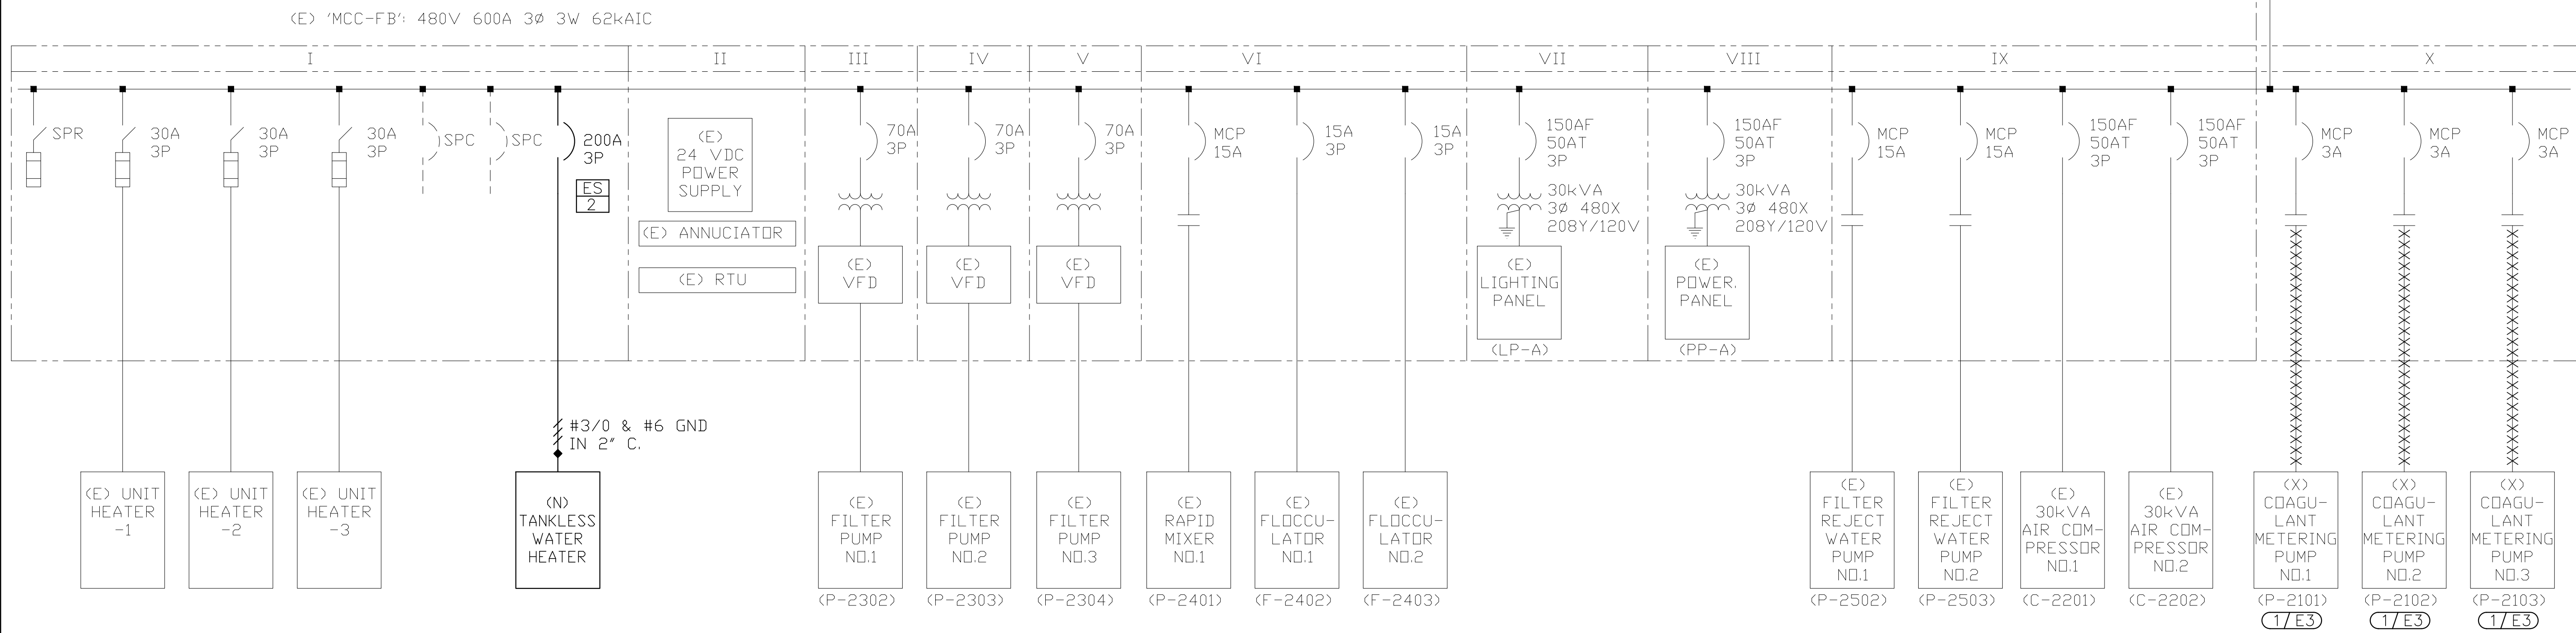 (E) 'MCC-FB': 480V 600A 3Ø 3W 62kAIC
I
II
III
IV
V
VI
VII
VIII
IX
X
SPR
30A
3P
30A
3P
30A
3P
SPC
SPC
200A
3P
ES
2
(E)
24 VDC
POWER
SUPPLY
(E) ANNUCIATOR
(E) RTU
70A
3P
70A
3P
70A
3P
(E)
VFD
(E)
VFD
(E)
VFD
MCP
15A
15A
3P
15A
3P
150AF
50AT
3P
30kVA
3Ø 480X
208Y/120V
(E)
LIGHTING
PANEL
(LP-A)
150AF
50AT
3P
30kVA
3Ø 480X
208Y/120V
(E)
POWER.
PANEL
(PP-A)
MCP
15A
MCP
15A
150AF
50AT
3P
150AF
50AT
3P
MCP
3A
MCP
3A
MCP
3A
#3/0 & #6 GND
IN 2" C.
(E) UNIT
HEATER
-1
(E) UNIT
HEATER
-2
(E) UNIT
HEATER
-3
(N)
TANKLESS
WATER
HEATER
(E)
FILTER
PUMP
NO.1
(P-2302)
(E)
FILTER
PUMP
NO.2
(P-2303)
(E)
FILTER
PUMP
NO.3
(P-2304)
(E)
RAPID
MIXER
NO.1
(P-2401)
(E)
FLOCCU-
LATOR
NO.1
(F-2402)
(E)
FLOCCU-
LATOR
NO.2
(F-2403)
(E)
FILTER
REJECT
WATER
PUMP
NO.1
(P-2502)
(E)
FILTER
REJECT
WATER
PUMP
NO.2
(P-2503)
(E)
30kVA
AIR COM-
PRESSOR
NO.1
(C-2201)
(E)
30kVA
AIR COM-
PRESSOR
NO.2
(C-2202)
(X)
COAGU-
LANT
METERING
PUMP
NO.1
(P-2101)
1/E3
(X)
COAGU-
LANT
METERING
PUMP
NO.2
(P-2102)
1/E3
(X)
COAGU-
LANT
METERING
PUMP
NO.3
(P-2103)
1/E3